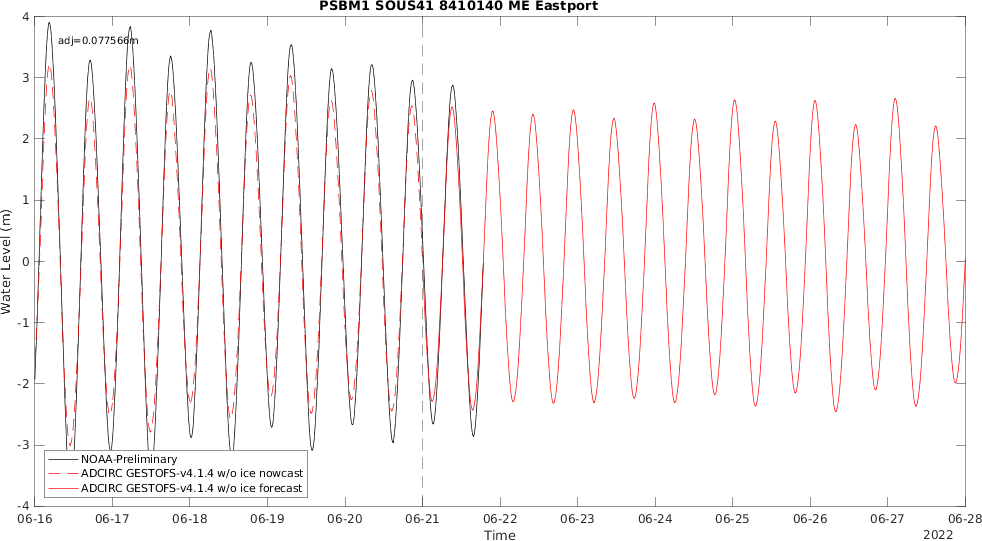 PSBM1 SOUS41 8410140 ME Eastport
adj=0.077566m
4
3
2
1
0
-1
-2
-3
-4
Water Level (m)
NOAA-Preliminary
ADCIRC GESTOFS-v4.1.4 w/o ice nowcast
ADCIRC GESTOFS-v4.1.4 w/o ice forecast
06-16 06-17 06-18 06-19 06-20 06-21 06-22 06-23 06-24 06-25 06-26 06-27 06-28
Time
2022